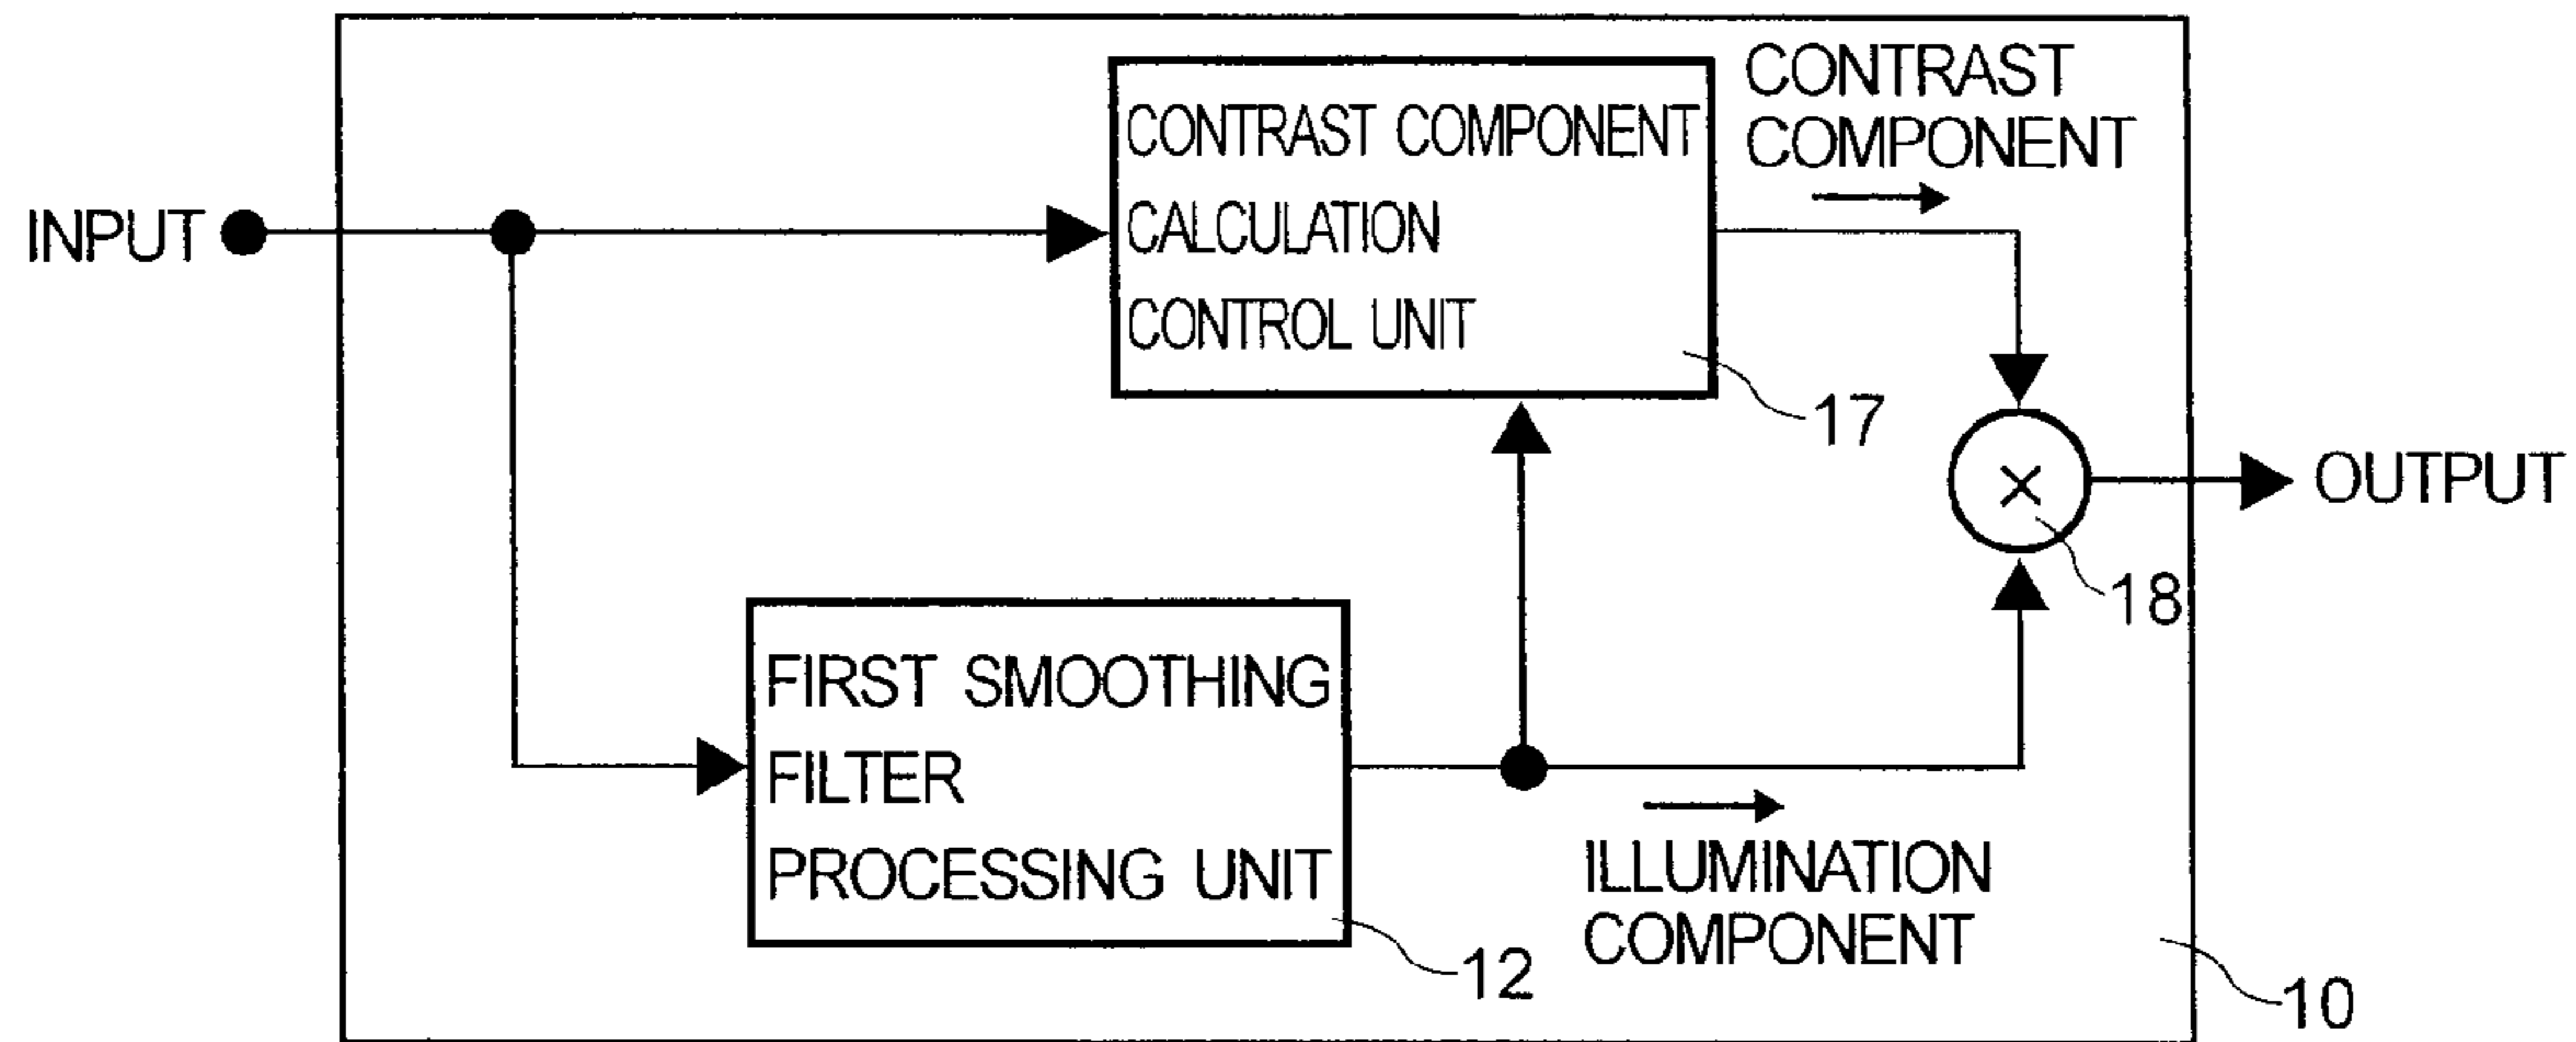 CONTRAST
COMPONENT
CONTRAST COMPONENT
CALCULATION
CONTROL UNIT
INPUT
17
×
OUTPUT
18
FIRST SMOOTHING
FILTER
PROCESSING UNIT
12
ILLUMINATION
COMPONENT
10